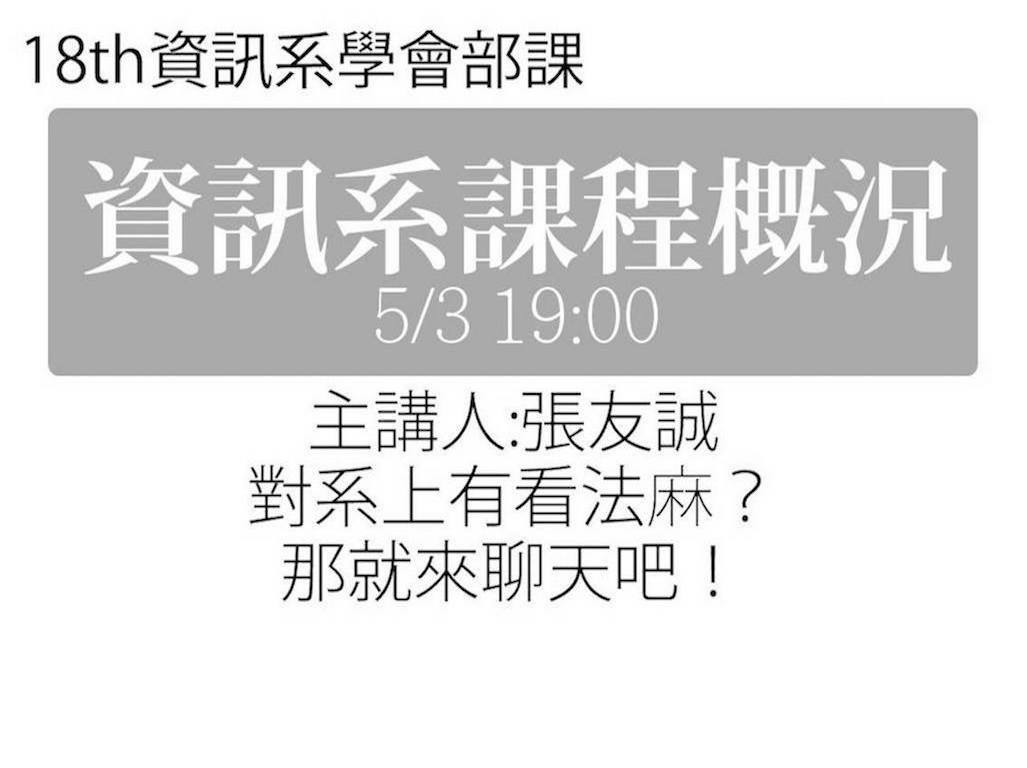 18th資訊系學會部課
資訊系課程概況
5/3 19:00
主講人:張友誠
對系上有看法麻？
那就來聊天吧！